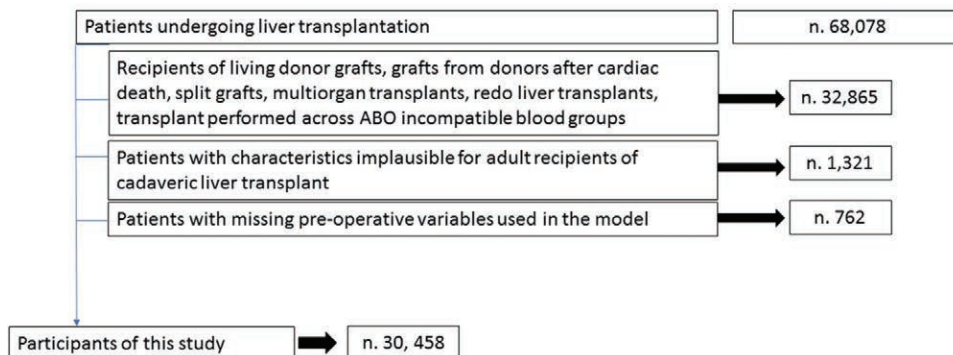 Patients undergoing liver transplantation
n. 68,078
Recipients of living donor grafts, grafts from donors after cardiac
death, split grafts, multiorgan transplants, redo liver transplants,
transplant performed across ABO incompatible blood groups
n. 32,865
Patients with characteristics implausible for adult recipients of
cadaveric liver transplant
n. 1,321
Patients with missing pre-operative variables used in the model
n. 762
Participants of this study
n. 30, 458